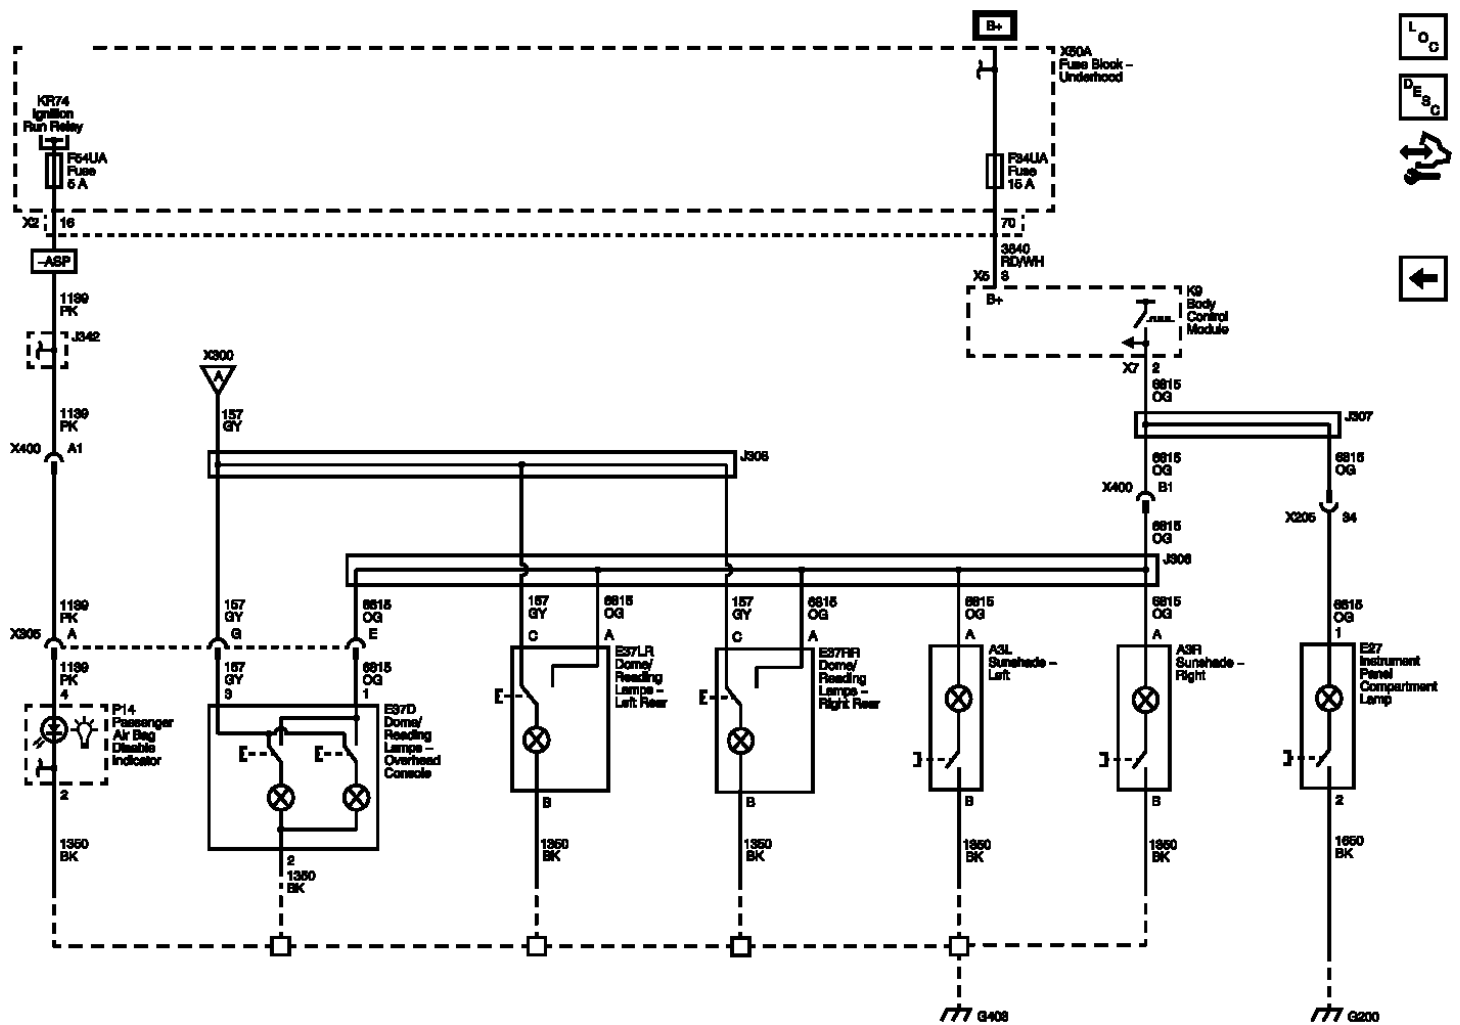 B+
X50A
Fuse Block –
Underhood
L
O
C
D
E
S
C
KR74
Ignition
Run Relay
F54UA
Fuse
5 A
F34UA
Fuse
15 A
X2
16
70
–ASP
3840
RD/WH
X5
3
B+
K9
Body
Control
Module
1139
PK
J342
X300
A
X7
2
6815
OG
1139
PK
157
GY
J307
X400
A1
J305
6815
OG
6815
OG
X400
B1
X205
34
6815
OG
J306
1139
PK
157
GY
6815
OG
157
GY
6815
OG
157
GY
6815
OG
6815
OG
6815
OG
6815
OG
X305
A
G
E
C
A
C
A
A
A
1
1139
PK
4
157
GY
3
6815
OG
1
E37LR
Dome/
Reading
Lamps –
Left Rear
E37RR
Dome/
Reading
Lamps –
Right Rear
A3L
Sunshade –
Left
A3R
Sunshade –
Right
E27
Instrument
Panel
Compartment
Lamp
P14
Passenger
Air Bag
Disable
Indicator
E37D
Dome/
Reading
Lamps –
Overhead
Console
2
B
B
B
B
2
1350
BK
2
1350
BK
1350
BK
1350
BK
1350
BK
1350
BK
1650
BK
G403
G200